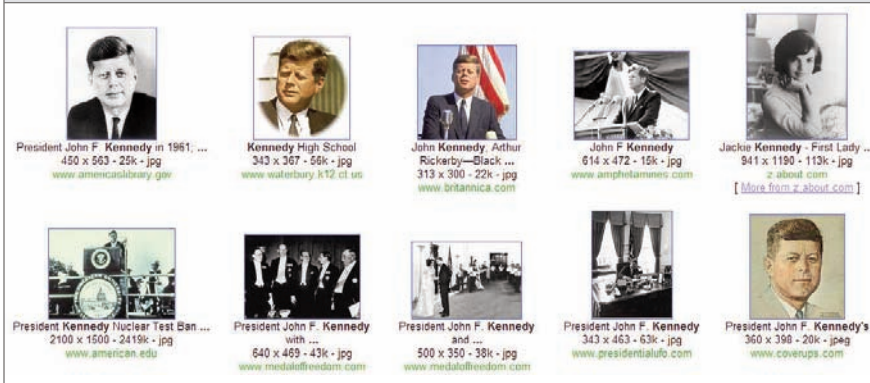 President John F. Kennedy in 1961; ...
450 x 563 - 25k - jpg
www.americaslibrary.gov
Kennedy High School
343 x 367 - 56k - jpg
www.waterbury.k12.ct.us
John Kennedy, Arthur
Rickerby—Black ...
313 x 300 - 22k - jpg
www.britannica.com
John F Kennedy
614 x 472 - 15k - jpg
www.amphetamines.com
Jackie Kennedy - First Lady ...
941 x 1190 - 113k - jpg
z.about.com
[ More from z.about.com ]
President Kennedy Nuclear Test Ban ...
2100 x 1500 - 2419k - jpg
www.american.edu
President John F. Kennedy
with ...
640 x 469 - 43k - jpg
www.medaloffreedom.com
President John F. Kennedy
and ...
500 x 350 - 38k - jpg
www.medaloffreedom.com
President John F. Kennedy
343 x 463 - 63k - jpg
www.presidentialufo.com
President John F. Kennedy's
360 x 398 - 20k - jpeg
www.coverups.com